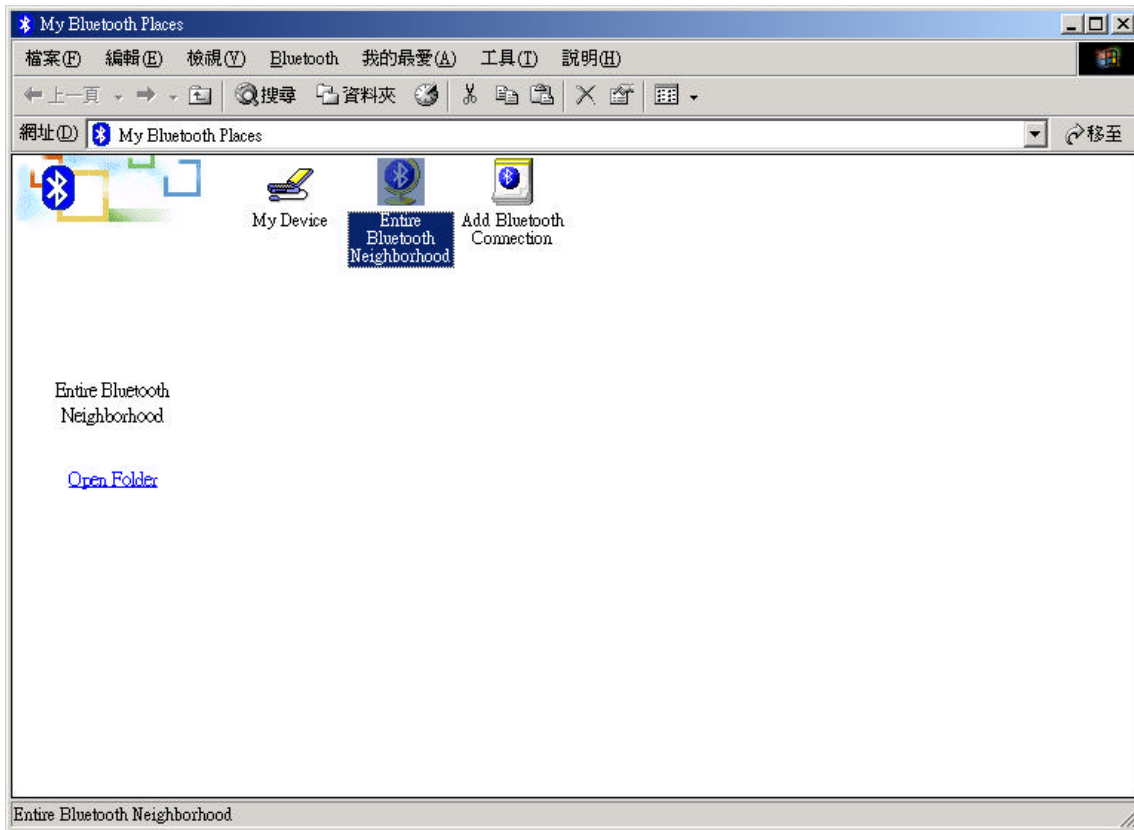 My Bluetooth Places
檔案(F) 編輯(E) 檢視(V) Bluetooth 我的最愛(A) 工具(T) 說明(H)
上一頁 搜尋 資料夾
網址(D) My Bluetooth Places 移至
My Device
Entire
Bluetooth
Neighborhood
Add Bluetooth
Connection
Entire Bluetooth
Neighborhood
Open Folder
Entire Bluetooth Neighborhood